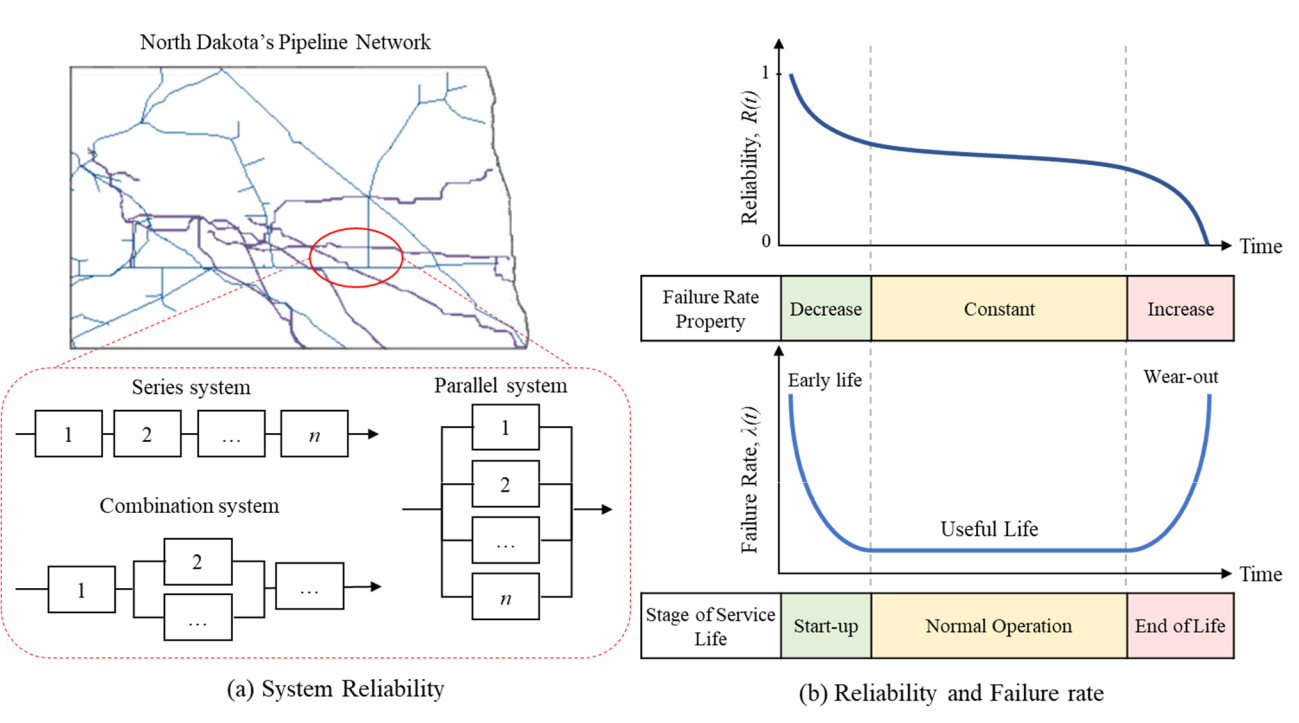 North Dakota's Pipeline Network
Series system
1
2
…
n
Parallel system
1
2
…
n
Combination system
1
2
…
…
(a) System Reliability
Reliability, R(t)
1
0
Time
Failure Rate
Property
Decrease
Constant
Increase
Early life
Wear-out
Failure Rate, λ(t)
Useful Life
Time
Stage of Service
Life
Start-up
Normal Operation
End of Life
(b) Reliability and Failure rate